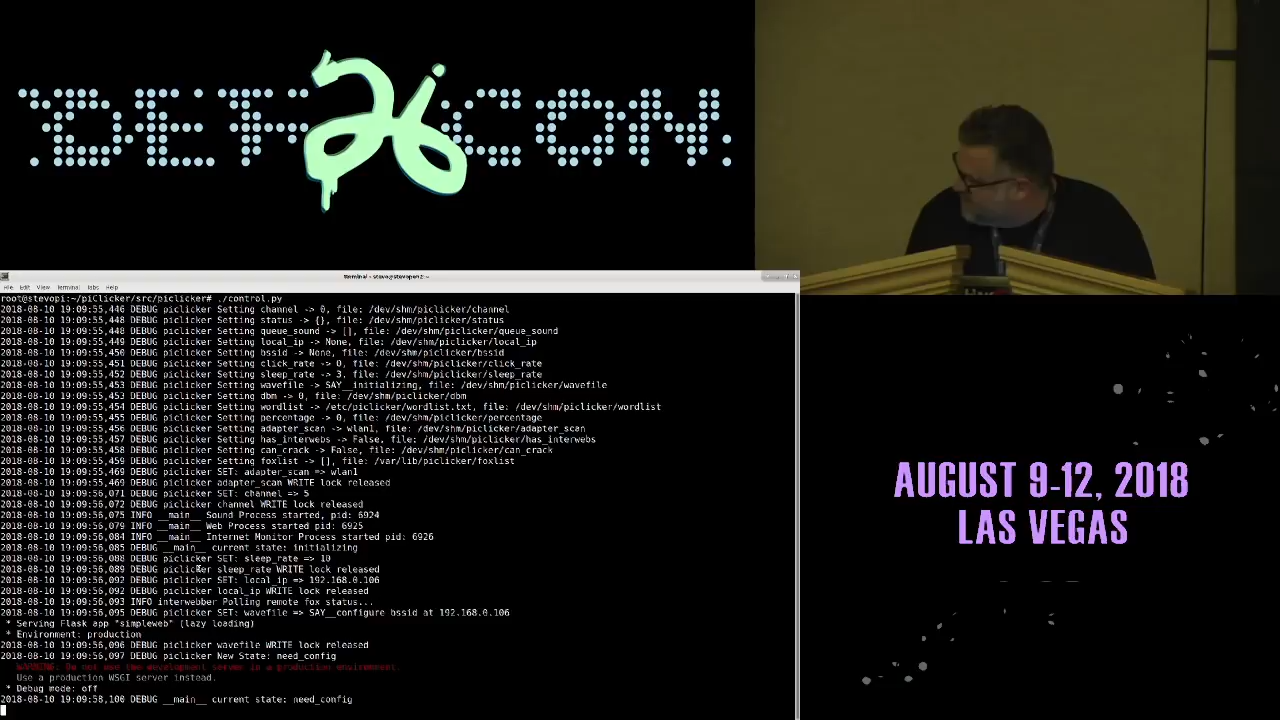 DEF 26 CON
Terminal - stevo@stevopen2: ~
File Edit View Terminal Tabs Help
root@stevopi:~/piClicker/src/piclicker# ./control.py
2018-08-10 19:09:55,446 DEBUG piclicker Setting channel -> 0, file: /dev/shm/piclicker/channel
2018-08-10 19:09:55,448 DEBUG piclicker Setting status -> {}, file: /dev/shm/piclicker/status
2018-08-10 19:09:55,448 DEBUG piclicker Setting queue_sound -> [], file: /dev/shm/piclicker/queue_sound
2018-08-10 19:09:55,449 DEBUG piclicker Setting local_ip -> None, file: /dev/shm/piclicker/local_ip
2018-08-10 19:09:55,450 DEBUG piclicker Setting bssid -> None, file: /dev/shm/piclicker/bssid
2018-08-10 19:09:55,451 DEBUG piclicker Setting click_rate -> 0, file: /dev/shm/piclicker/click_rate
2018-08-10 19:09:55,452 DEBUG piclicker Setting sleep_rate -> 3, file: /dev/shm/piclicker/sleep_rate
2018-08-10 19:09:55,453 DEBUG piclicker Setting wavefile -> SAY__initializing, file: /dev/shm/piclicker/wavefile
2018-08-10 19:09:55,453 DEBUG piclicker Setting dbm -> 0, file: /dev/shm/piclicker/dbm
2018-08-10 19:09:55,454 DEBUG piclicker Setting wordlist -> /etc/piclicker/wordlist.txt, file: /dev/shm/piclicker/wordlist
2018-08-10 19:09:55,455 DEBUG piclicker Setting percentage -> 0, file: /dev/shm/piclicker/percentage
2018-08-10 19:09:55,456 DEBUG piclicker Setting adapter_scan -> wlan1, file: /dev/shm/piclicker/adapter_scan
2018-08-10 19:09:55,457 DEBUG piclicker Setting has_interwebs -> False, file: /dev/shm/piclicker/has_interwebs
2018-08-10 19:09:55,458 DEBUG piclicker Setting can_crack -> False, file: /dev/shm/piclicker/can_crack
2018-08-10 19:09:55,459 DEBUG piclicker Setting foxlist -> [], file: /var/lib/piclicker/foxlist
2018-08-10 19:09:55,469 DEBUG piclicker SET: adapter_scan => wlan1
2018-08-10 19:09:55,469 DEBUG piclicker adapter_scan WRITE lock released
2018-08-10 19:09:56,071 DEBUG piclicker SET: channel => 5
2018-08-10 19:09:56,072 DEBUG piclicker channel WRITE lock released
2018-08-10 19:09:56,075 INFO __main__ Sound Process started, pid: 6924
2018-08-10 19:09:56,079 INFO __main__ Web Process started pid: 6925
2018-08-10 19:09:56,084 INFO __main__ Internet Monitor Process started pid: 6926
2018-08-10 19:09:56,085 DEBUG __main__ current state: initializing
2018-08-10 19:09:56,088 DEBUG piclicker SET: sleep_rate => 10
2018-08-10 19:09:56,089 DEBUG piclicker sleep_rate WRITE lock released
2018-08-10 19:09:56,092 DEBUG piclicker SET: local_ip => 192.168.0.106
2018-08-10 19:09:56,092 DEBUG piclicker local_ip WRITE lock released
2018-08-10 19:09:56,093 INFO interwebber Polling remote fox status...
2018-08-10 19:09:56,095 DEBUG piclicker SET: wavefile => SAY__configure bssid at 192.168.0.106
* Serving Flask app "simpleweb" (lazy loading)
* Environment: production
2018-08-10 19:09:56,096 DEBUG piclicker wavefile WRITE lock released
2018-08-10 19:09:56,097 DEBUG piclicker New State: need_config
WARNING: Do not use the development server in a production environment.
Use a production WSGI server instead.
* Debug mode: off
2018-08-10 19:09:58,100 DEBUG __main__ current state: need_config
AUGUST 9-12, 2018
LAS VEGAS